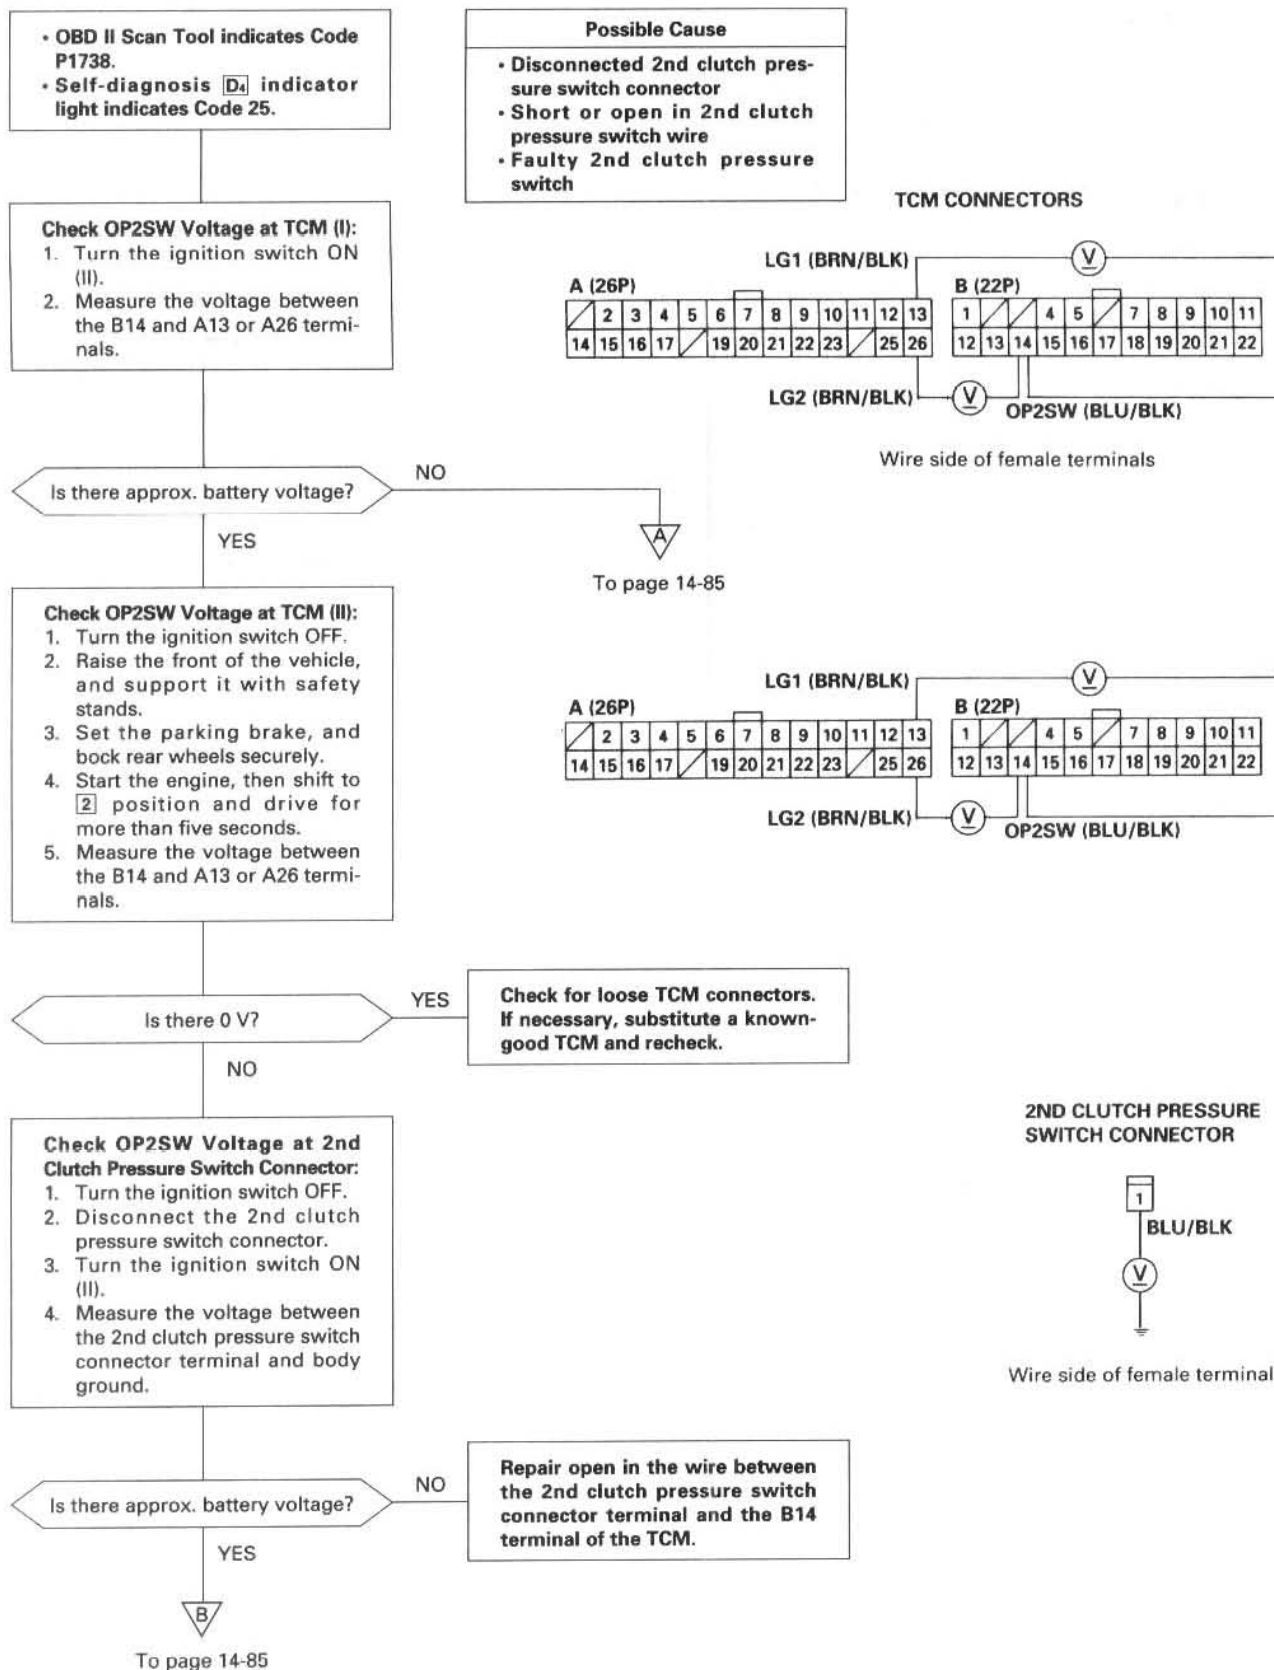 • OBD II Scan Tool indicates Code
P1738.
• Self-diagnosis D4 indicator
light indicates Code 25.
Possible Cause
• Disconnected 2nd clutch pres-
sure switch connector
• Short or open in 2nd clutch
pressure switch wire
• Faulty 2nd clutch pressure
switch
Check OP2SW Voltage at TCM (I):
1. Turn the ignition switch ON
(II).
2. Measure the voltage between
the B14 and A13 or A26 termi-
nals.
TCM CONNECTORS
LG1 (BRN/BLK)
V
A (26P)
B (22P)
2 3 4 5 6 7 8 9 10 11 12 13
1 4 5 7 8 9 10 11
14 15 16 17 19 20 21 22 23 25 26
12 13 14 15 16 17 18 19 20 21 22
LG2 (BRN/BLK)
V
OP2SW (BLU/BLK)
Wire side of female terminals
Is there approx. battery voltage?
NO
YES
A
To page 14-85
Check OP2SW Voltage at TCM (II):
1. Turn the ignition switch OFF.
2. Raise the front of the vehicle,
and support it with safety
stands.
3. Set the parking brake, and
bock rear wheels securely.
4. Start the engine, then shift to
2 position and drive for
more than five seconds.
5. Measure the voltage between
the B14 and A13 or A26 termi-
nals.
LG1 (BRN/BLK)
V
A (26P)
B (22P)
2 3 4 5 6 7 8 9 10 11 12 13
1 4 5 7 8 9 10 11
14 15 16 17 19 20 21 22 23 25 26
12 13 14 15 16 17 18 19 20 21 22
LG2 (BRN/BLK)
V
OP2SW (BLU/BLK)
Is there 0 V?
YES
NO
Check for loose TCM connectors.
If necessary, substitute a known-
good TCM and recheck.
Check OP2SW Voltage at 2nd
Clutch Pressure Switch Connector:
1. Turn the ignition switch OFF.
2. Disconnect the 2nd clutch
pressure switch connector.
3. Turn the ignition switch ON
(II).
4. Measure the voltage between
the 2nd clutch pressure switch
connector terminal and body
ground.
2ND CLUTCH PRESSURE
SWITCH CONNECTOR
1
BLU/BLK
V
Wire side of female terminal
Is there approx. battery voltage?
NO
YES
Repair open in the wire between
the 2nd clutch pressure switch
connector terminal and the B14
terminal of the TCM.
B
To page 14-85